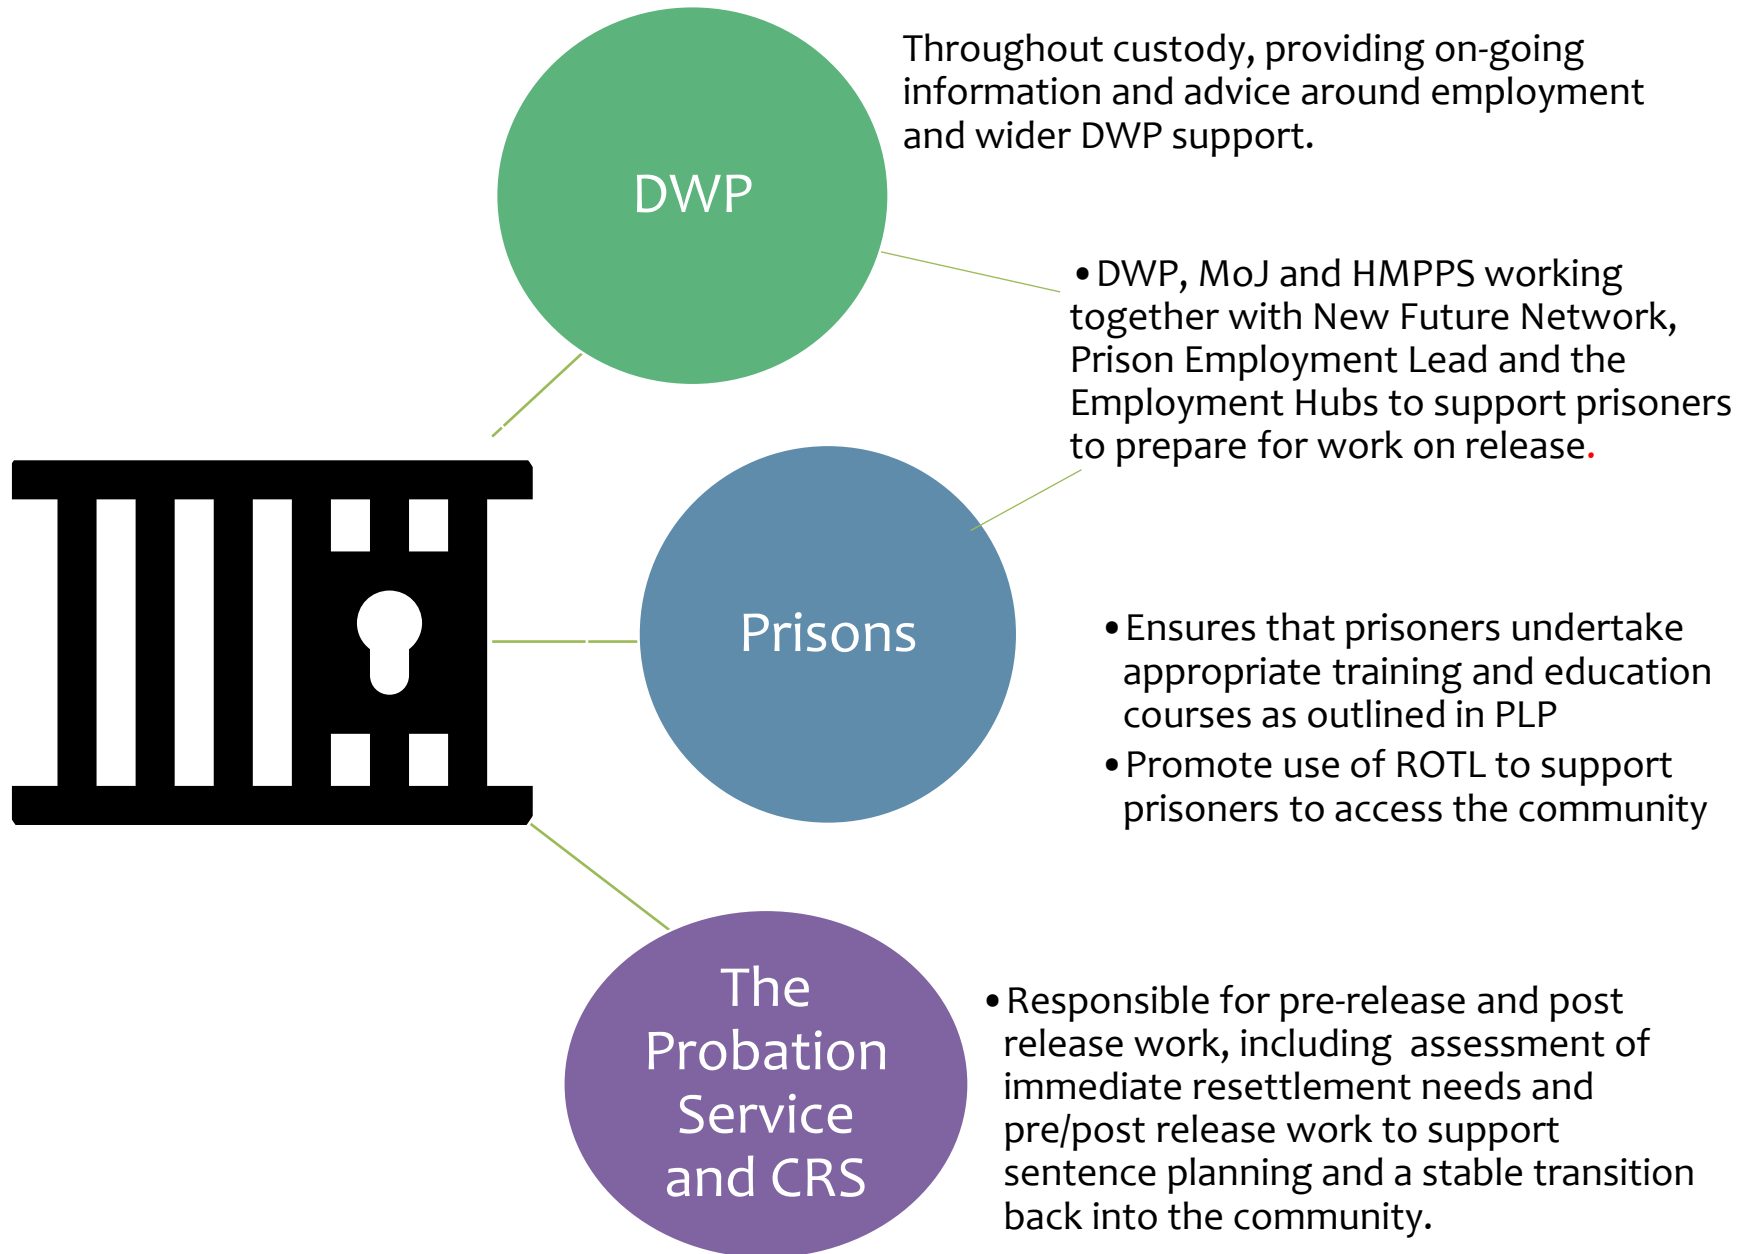 Throughout custody, providing on-going
information and advice around employment
and wider DWP support.
DWP
•DWP, MoJ and HMPPS working
together with New Future Network,
Prison Employment Lead and the
Employment Hubs to support prisoners
to prepare for work on release.
Prisons
•Ensures that prisoners undertake
appropriate training and education
courses as outlined in PLP
•Promote use of ROTL to support
prisoners to access the community
The
Probation
Service
and CRS
•Responsible for pre-release and post
release work, including  assessment of
immediate resettlement needs and
pre/post release work to support
sentence planning and a stable transition
back into the community.